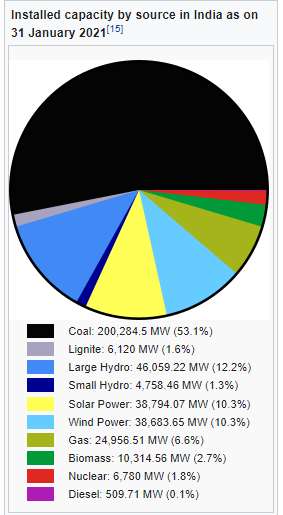 Installed capacity by source in India as on
31 January 2021[15]
Coal: 200,284.5 MW (53.1%)
Lignite: 6,120 MW (1.6%)
Large Hydro: 46,059.22 MW (12.2%)
Small Hydro: 4,758.46 MW (1.3%)
Solar Power: 38,794.07 MW (10.3%)
Wind Power: 38,683.65 MW (10.3%)
Gas: 24,956.51 MW (6.6%)
Biomass: 10,314.56 MW (2.7%)
Nuclear: 6,780 MW (1.8%)
Diesel: 509.71 MW (0.1%)